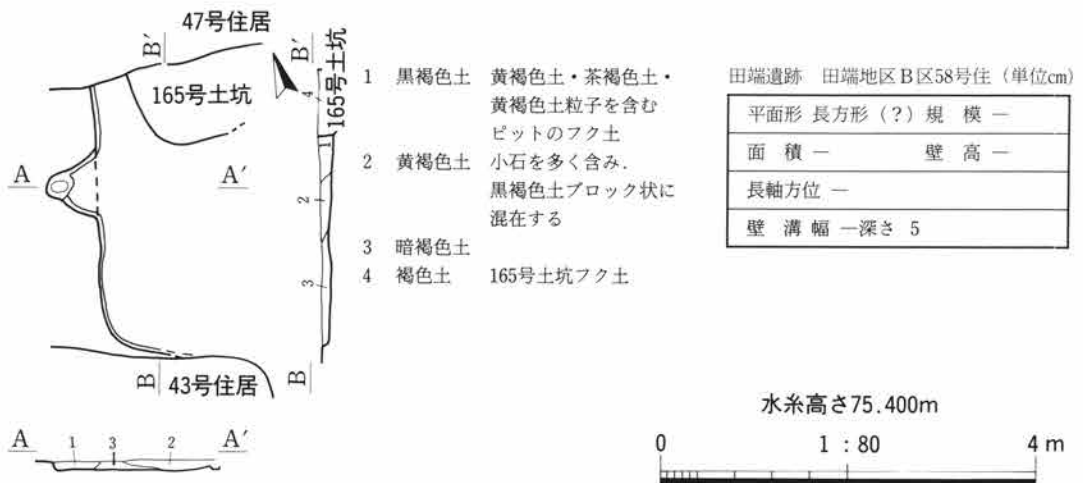 47号住居
B′
B′
165号土坑
165号土坑
4
1
2
3
A
A′
B
B
43号住居
A
1
3
2
A′
1 黒褐色土 黄褐色土・茶褐色土・
黄褐色土粒子を含む
ピットのフク土
2 黄褐色土 小石を多く含み.
黒褐色土ブロック状に
混在する
3 暗褐色土
4 褐色土 165号土坑フク土
田端遺跡 田端地区B区58号住 (単位cm)
平面形 長方形 (?) 規 模 ―
面 積 ― 壁 高 ―
長軸方位 ―
壁 溝 幅 ―深さ 5
水糸高さ75.400m
0 1 : 80 4 m